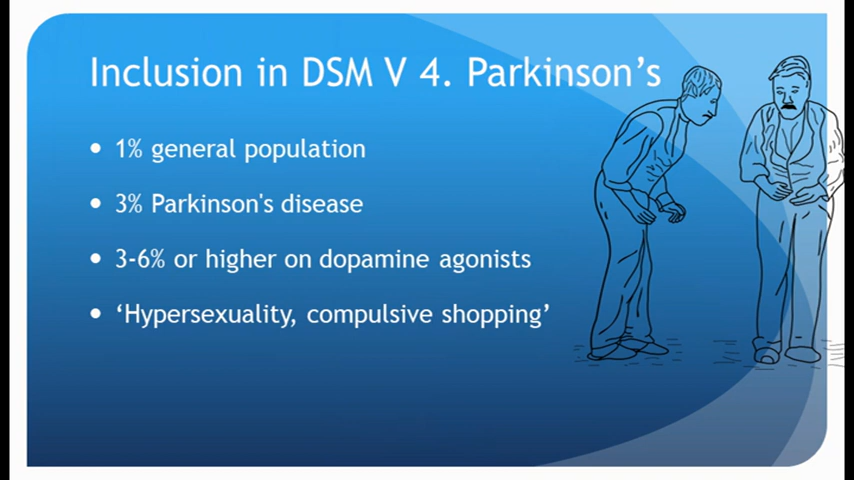 Inclusion in DSM V 4. Parkinson’s
• 1% general population
• 3% Parkinson's disease
• 3-6% or higher on dopamine agonists
• ‘Hypersexuality, compulsive shopping’